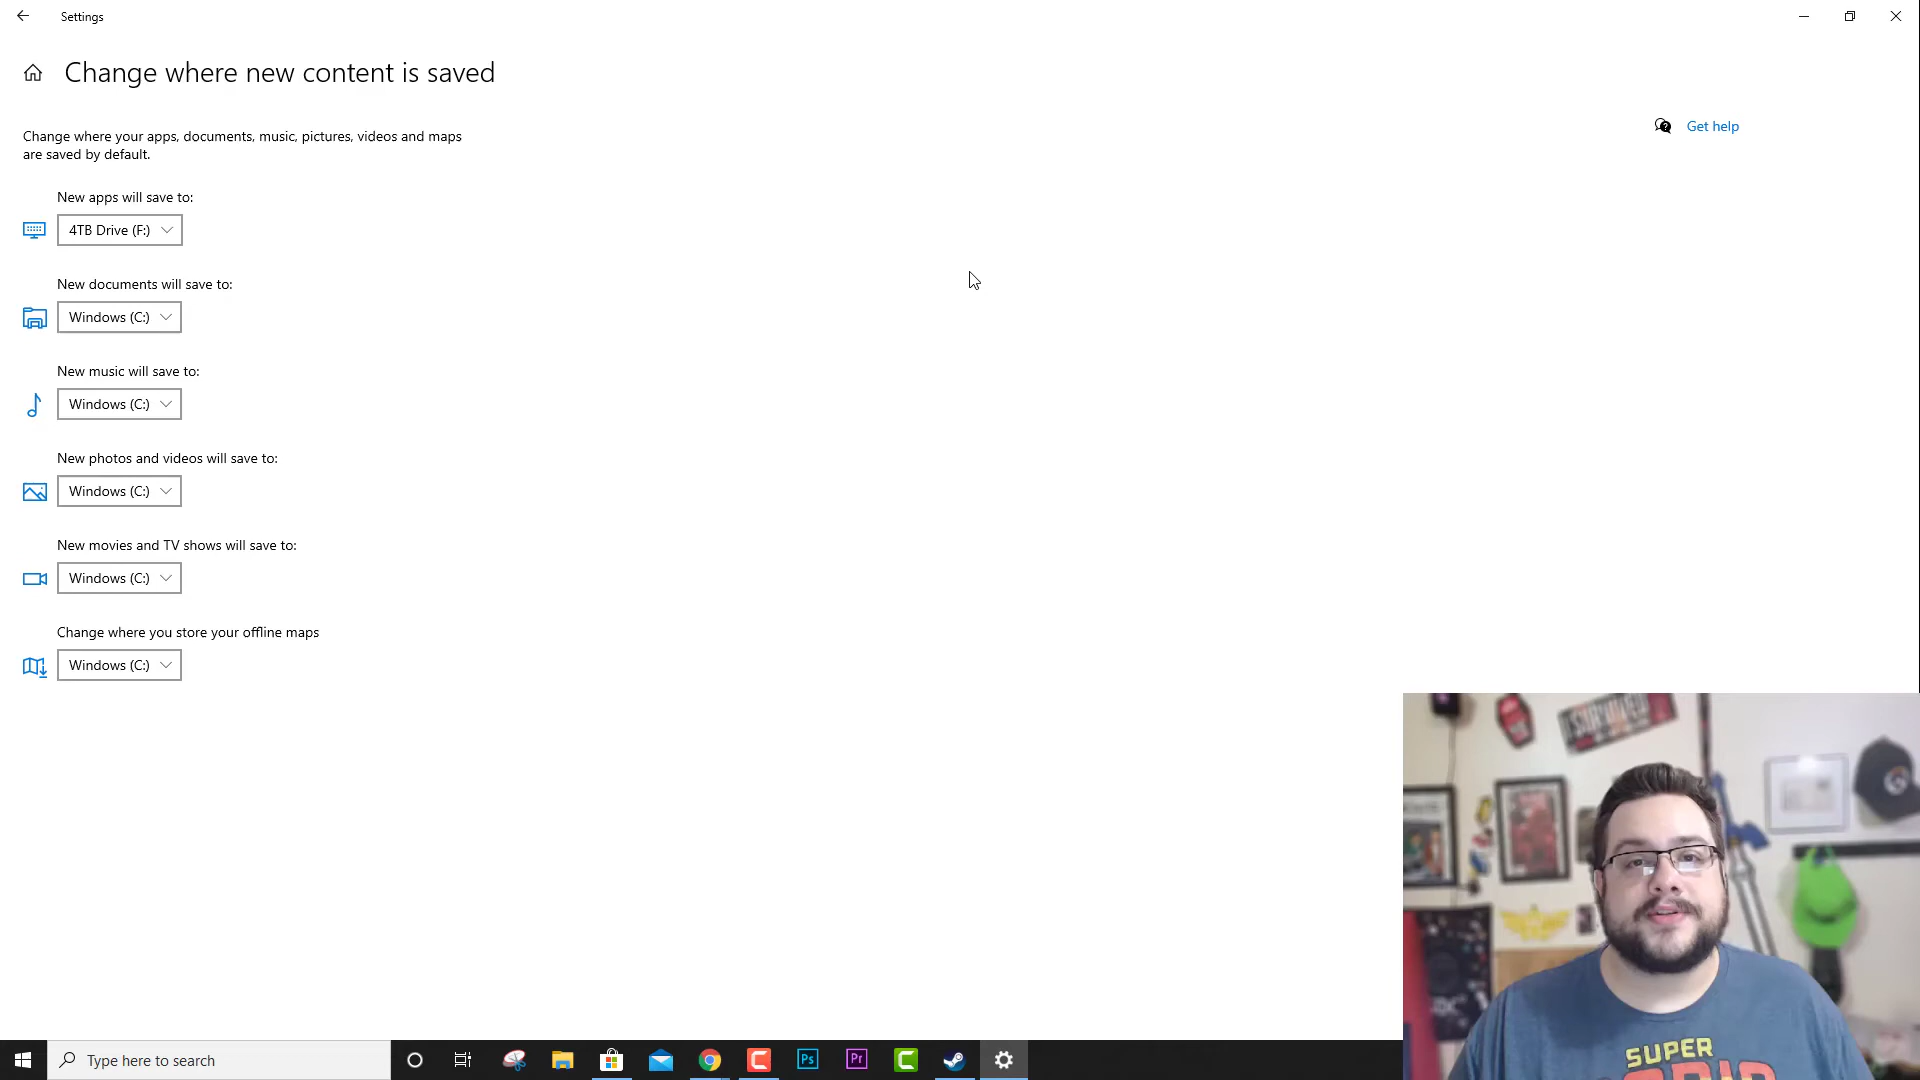 Settings
Change where new content is saved
Change where your apps, documents, music, pictures, videos and maps
are saved by default.
Get help
New apps will save to:
4TB Drive (F:)
New documents will save to:
Windows (C:)
New music will save to:
Windows (C:)
New photos and videos will save to:
Windows (C:)
New movies and TV shows will save to:
Windows (C:)
Change where you store your offline maps
Windows (C:)
SUPER
Type here to search
Ps
Pr